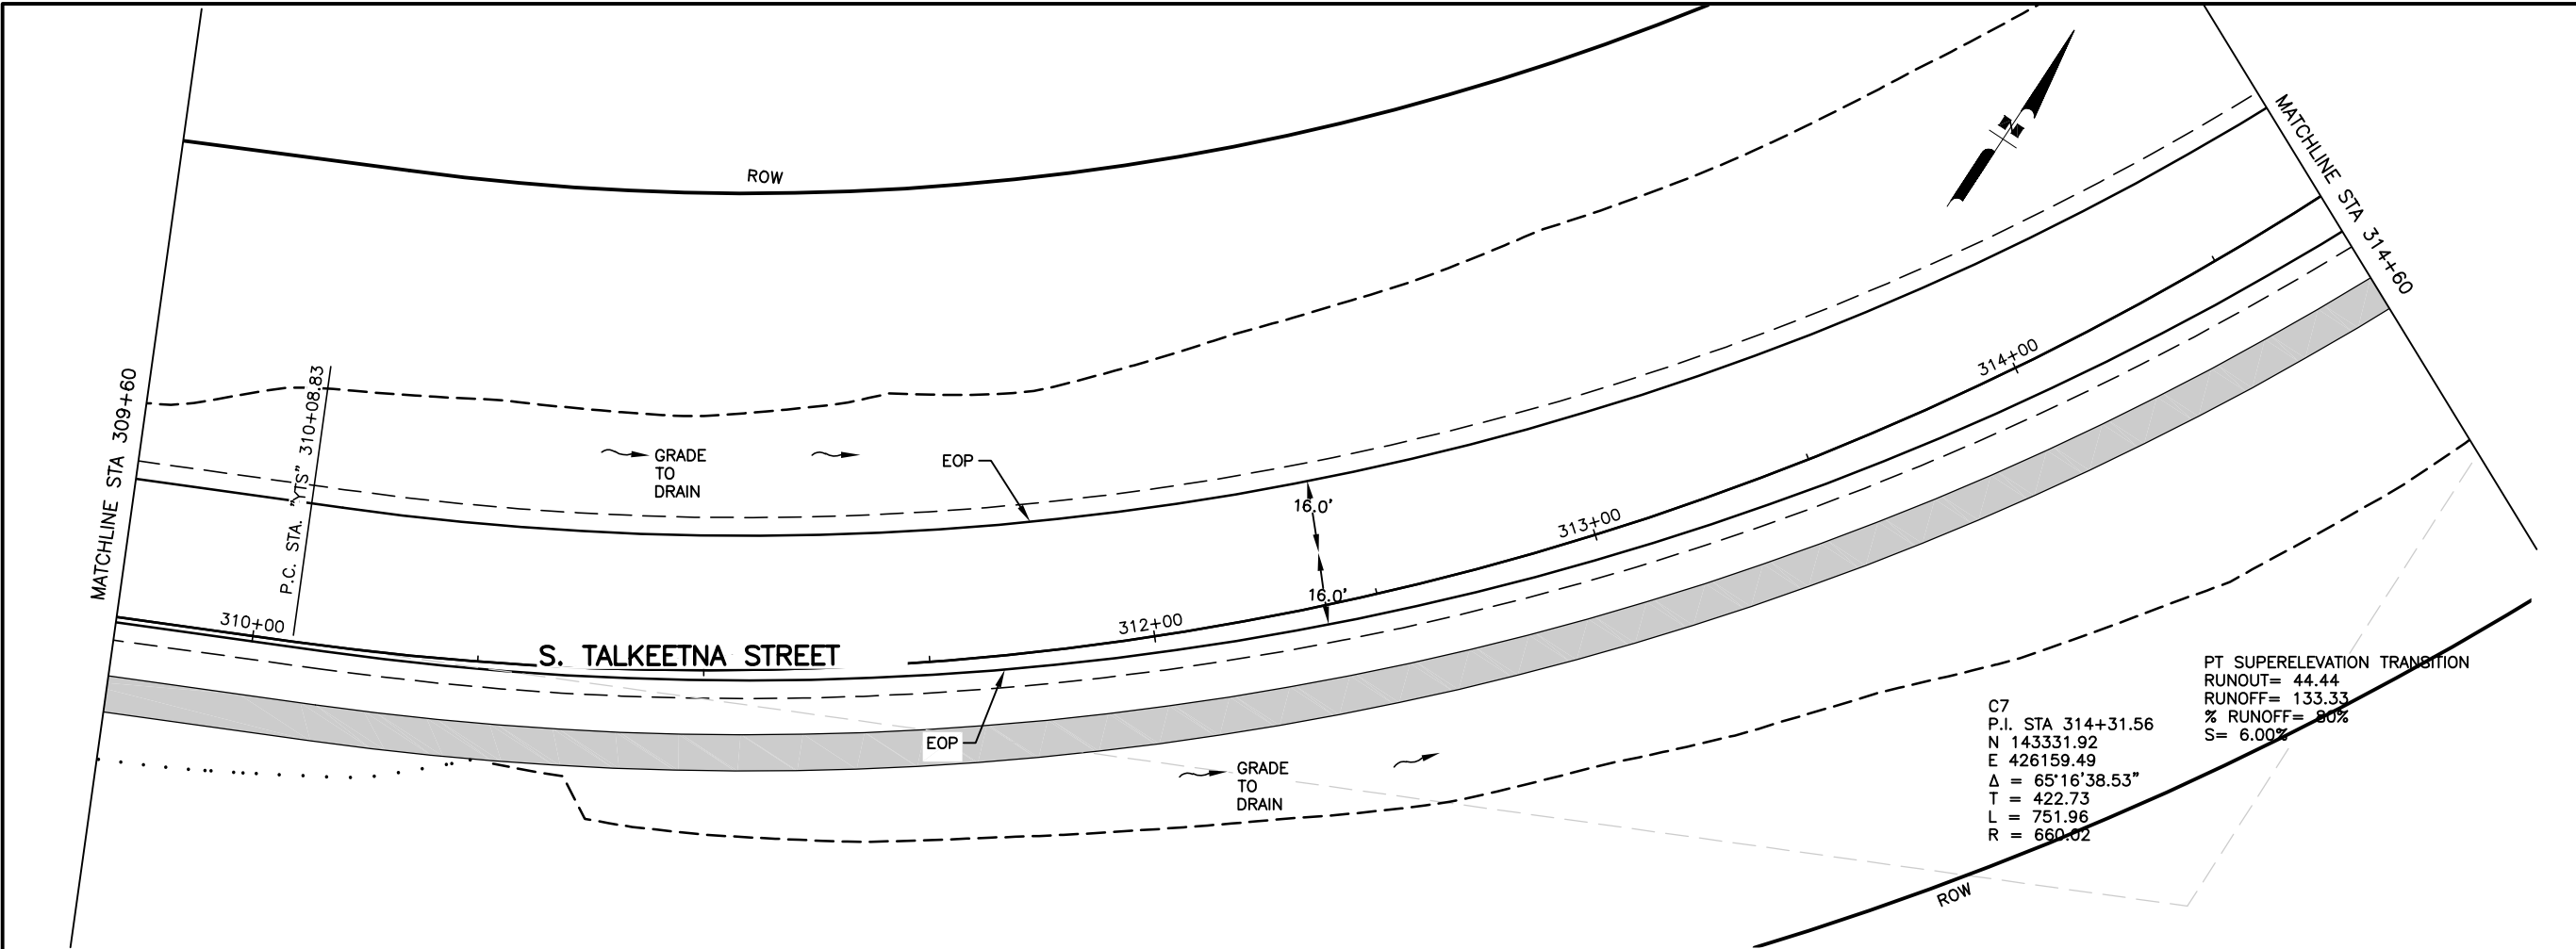 ROW
N
MATCHLINE STA 309+60
P.C. STA. "YTS" 310+08.83
MATCHLINE STA 314+60
GRADE
TO
DRAIN
EOP
16.0'
16.0'
310+00
S. TALKEETNA STREET
312+00
313+00
314+00
EOP
GRADE
TO
DRAIN
C7
P.I. STA 314+31.56
N 143331.92
E 426159.49
Δ = 65°16'38.53"
T = 422.73
L = 751.96
R = 660.02
PT SUPERELEVATION TRANSITION
RUNOUT= 44.44
RUNOFF= 133.33
% RUNOFF= 80%
S= 6.00%
ROW